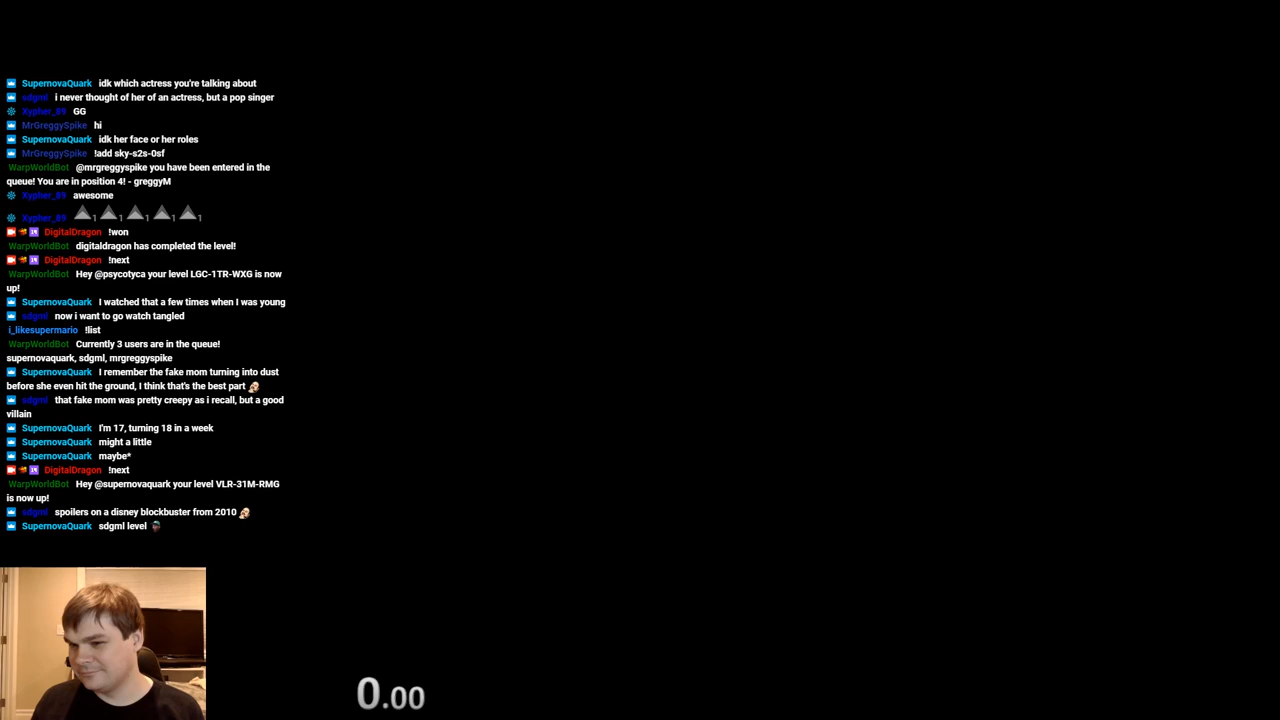 SupernovaQuark idk which actress you're talking about
sdgml i never thought of her of an actress, but a pop singer
Xypher_89 GG
MrGreggySpike hi
SupernovaQuark idk her face or her roles
MrGreggySpike !add sky-s2s-0sf
WarpWorldBot @mrgreggyspike you have been entered in the
queue! You are in position 4! - greggyM
Xypher_89 awesome
Xypher_89 1 1 1 1 1
DigitalDragon !won
WarpWorldBot digitaldragon has completed the level!
DigitalDragon !next
WarpWorldBot Hey @psycotyca your level LGC-1TR-WXG is now
up!
SupernovaQuark I watched that a few times when I was young
sdgml now i want to go watch tangled
i_likesupermario !list
WarpWorldBot Currently 3 users are in the queue!
supernovaquark, sdgml, mrgreggyspike
SupernovaQuark I remember the fake mom turning into dust
before she even hit the ground, I think that's the best part
sdgml that fake mom was pretty creepy as i recall, but a good
villain
SupernovaQuark I'm 17, turning 18 in a week
SupernovaQuark might a little
SupernovaQuark maybe*
DigitalDragon !next
WarpWorldBot Hey @supernovaquark your level VLR-31M-RMG
is now up!
sdgml spoilers on a disney blockbuster from 2010
SupernovaQuark sdgml level
0.00